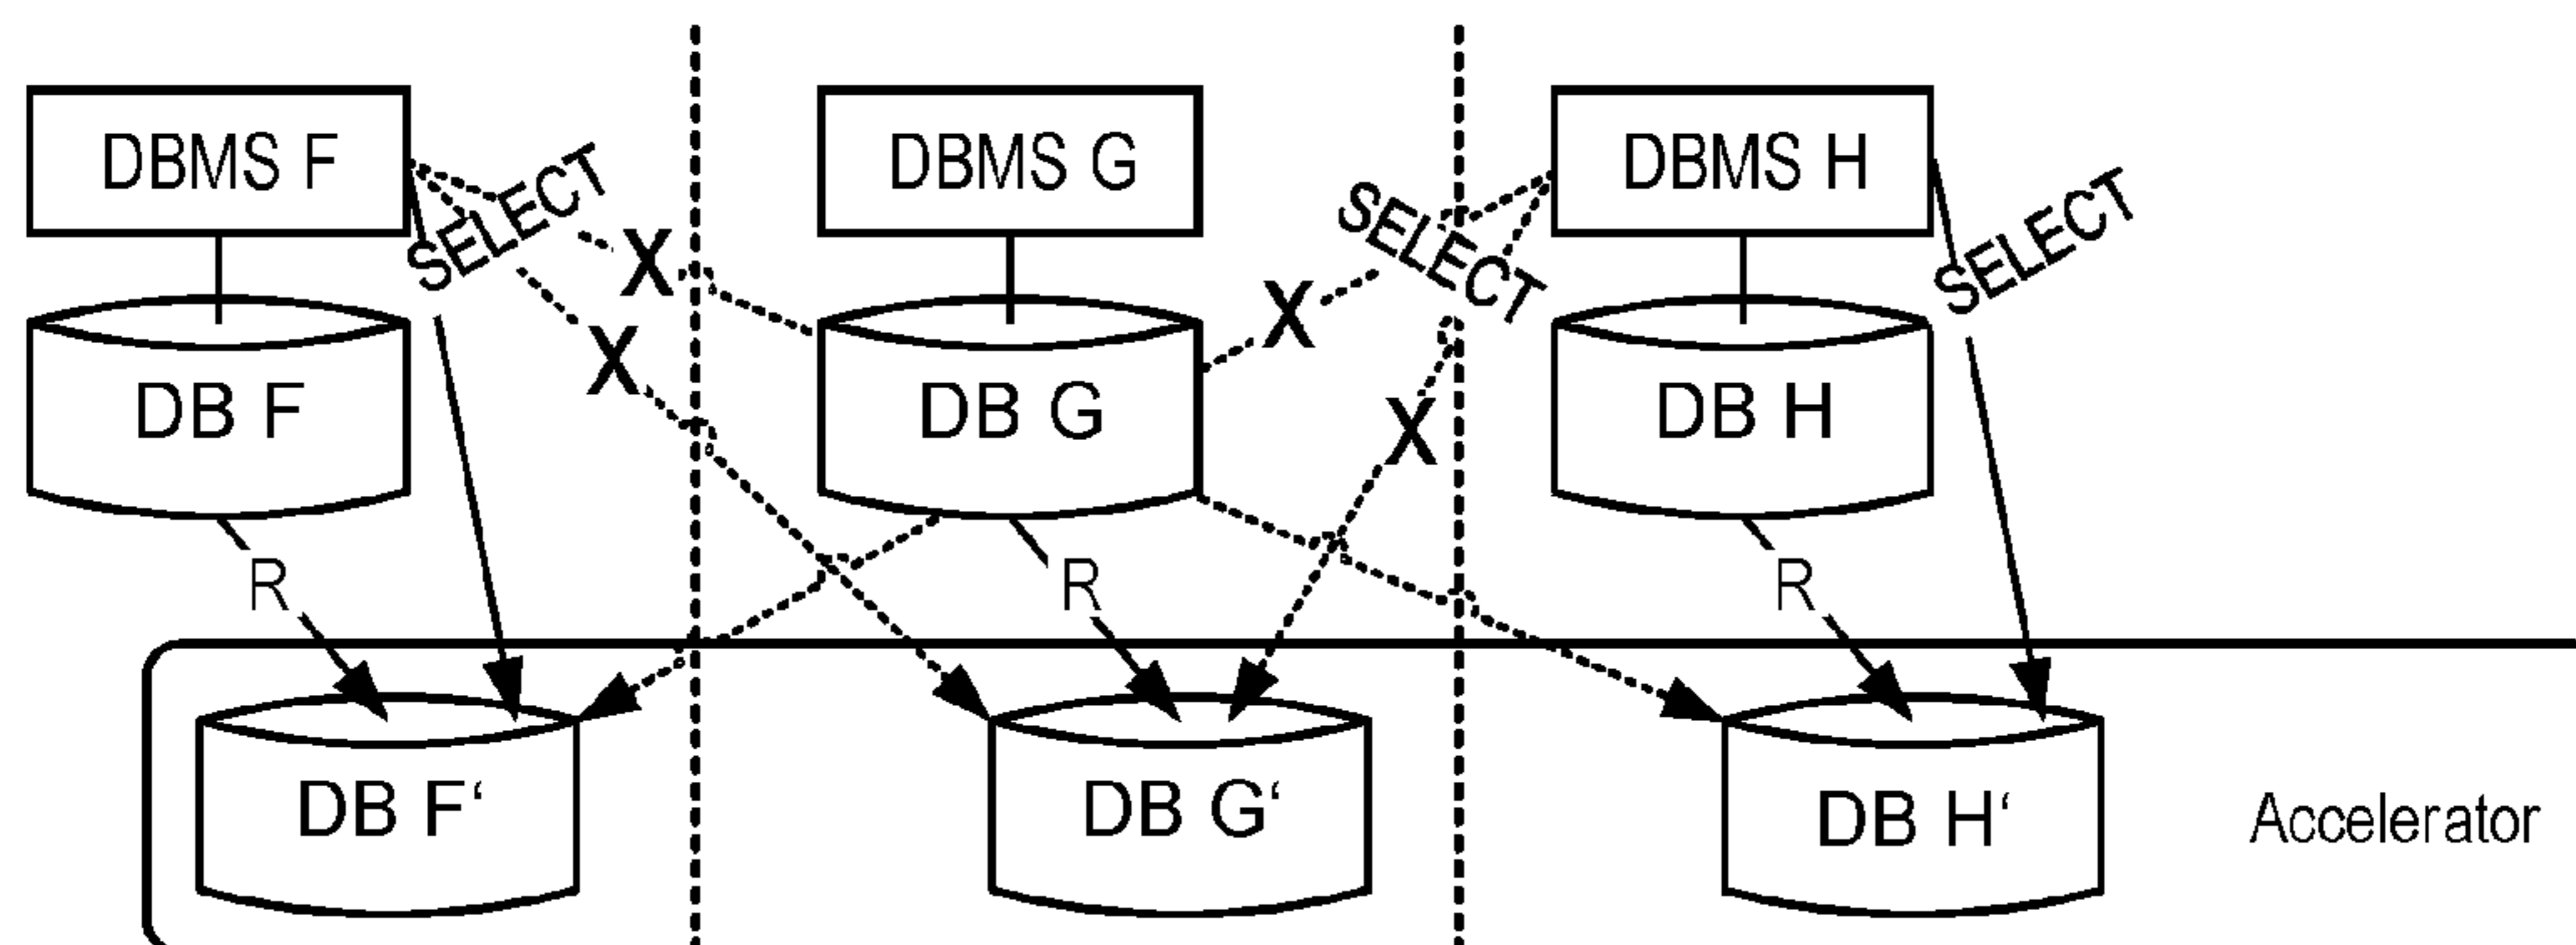 DBMS F
DBMS G
DBMS H
SELECT
SELECT
SELECT
X
X
X
X
DB F
DB G
DB H
R
R
R
DB F‘
DB G‘
DB H‘
Accelerator